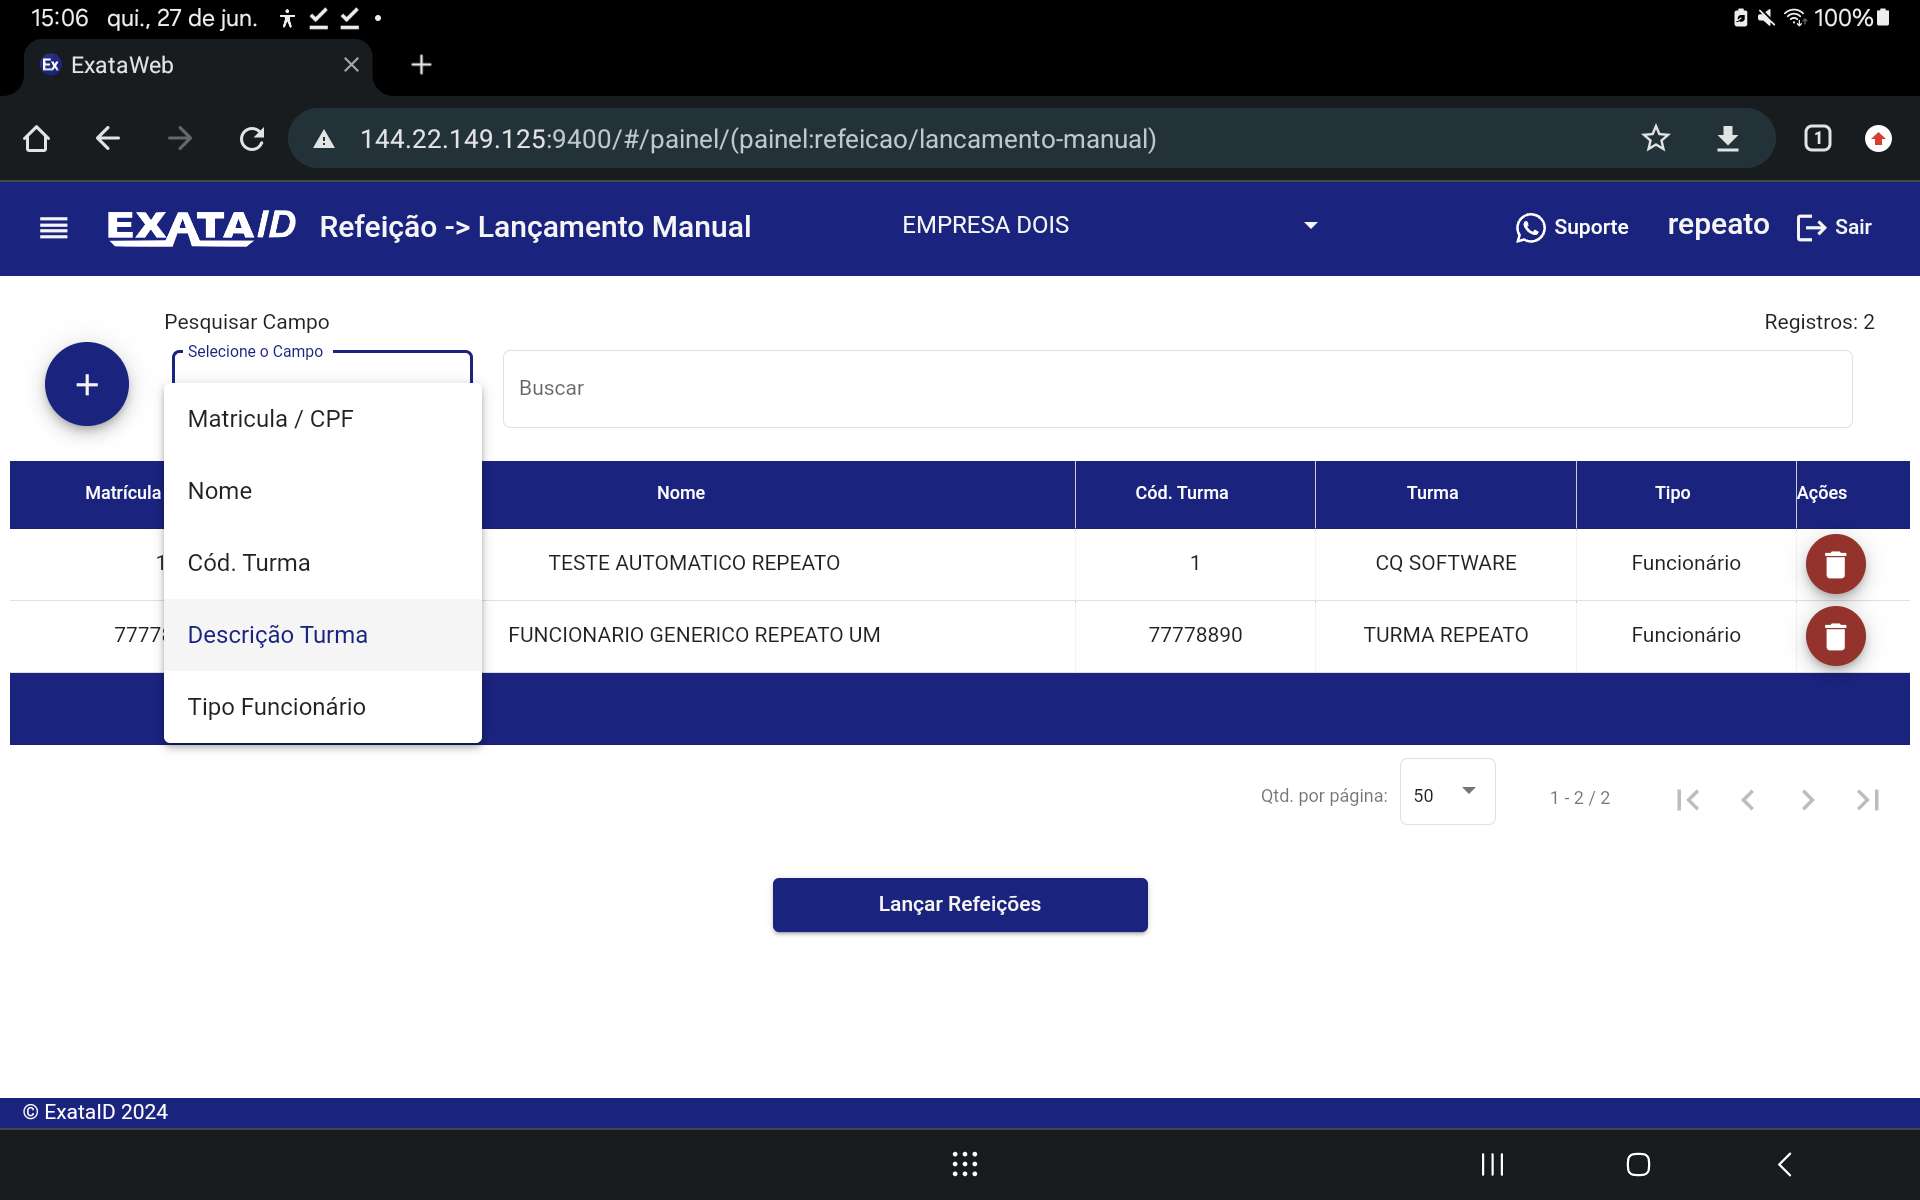 15:06 qui., 27 de jun. 100%
Ex ExataWeb
144.22.149.125:9400/#/painel/(painel:refeicao/lancamento-manual) 1
EXATAID Refeição -> Lançamento Manual EMPRESA DOIS Suporte repeato Sair
Pesquisar Campo Registros: 2
Selecione o Campo
Buscar
Matricula / CPF
Nome
Cód. Turma
Descrição Turma
Tipo Funcionário
Matrícula Nome Cód. Turma Turma Tipo Ações
1 TESTE AUTOMATICO REPEATO 1 CQ SOFTWARE Funcionário
7777 FUNCIONARIO GENERICO REPEATO UM 77778890 TURMA REPEATO Funcionário
Qtd. por página: 50 1 - 2 / 2
Lançar Refeições
© ExataID 2024